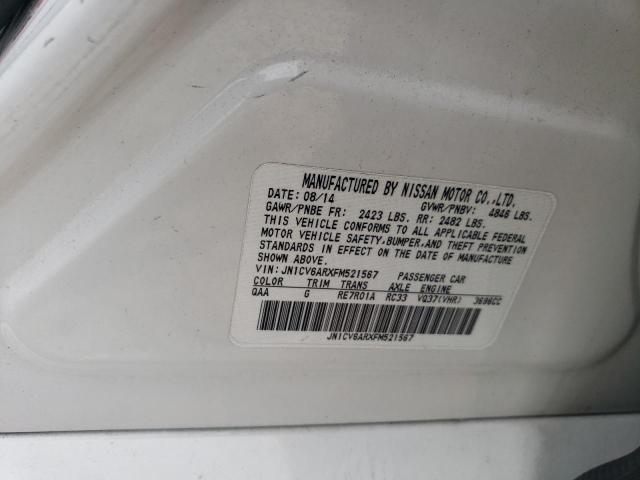 MANUFACTURED BY NISSAN MOTOR CO.,LTD.
DATE: 08/14 GVWR/PNBV: 4846 LBS.
GAWR/PNBE FR: 2423 LBS. RR: 2482 LBS.
THIS VEHICLE CONFORMS TO ALL APPLICABLE FEDERAL
MOTOR VEHICLE SAFETY,BUMPER,AND THEFT PREVENTION
STANDARDS IN EFFECT ON THE DATE OF MANUFACTURE
SHOWN ABOVE.
VIN: JN1CV6ARXFM521567 PASSENGER CAR
COLOR TRIM TRANS AXLE ENGINE
QAA G RE7R01A RC33 VQ37(VHR) 3696CC
JN1CV6ARXFM521567